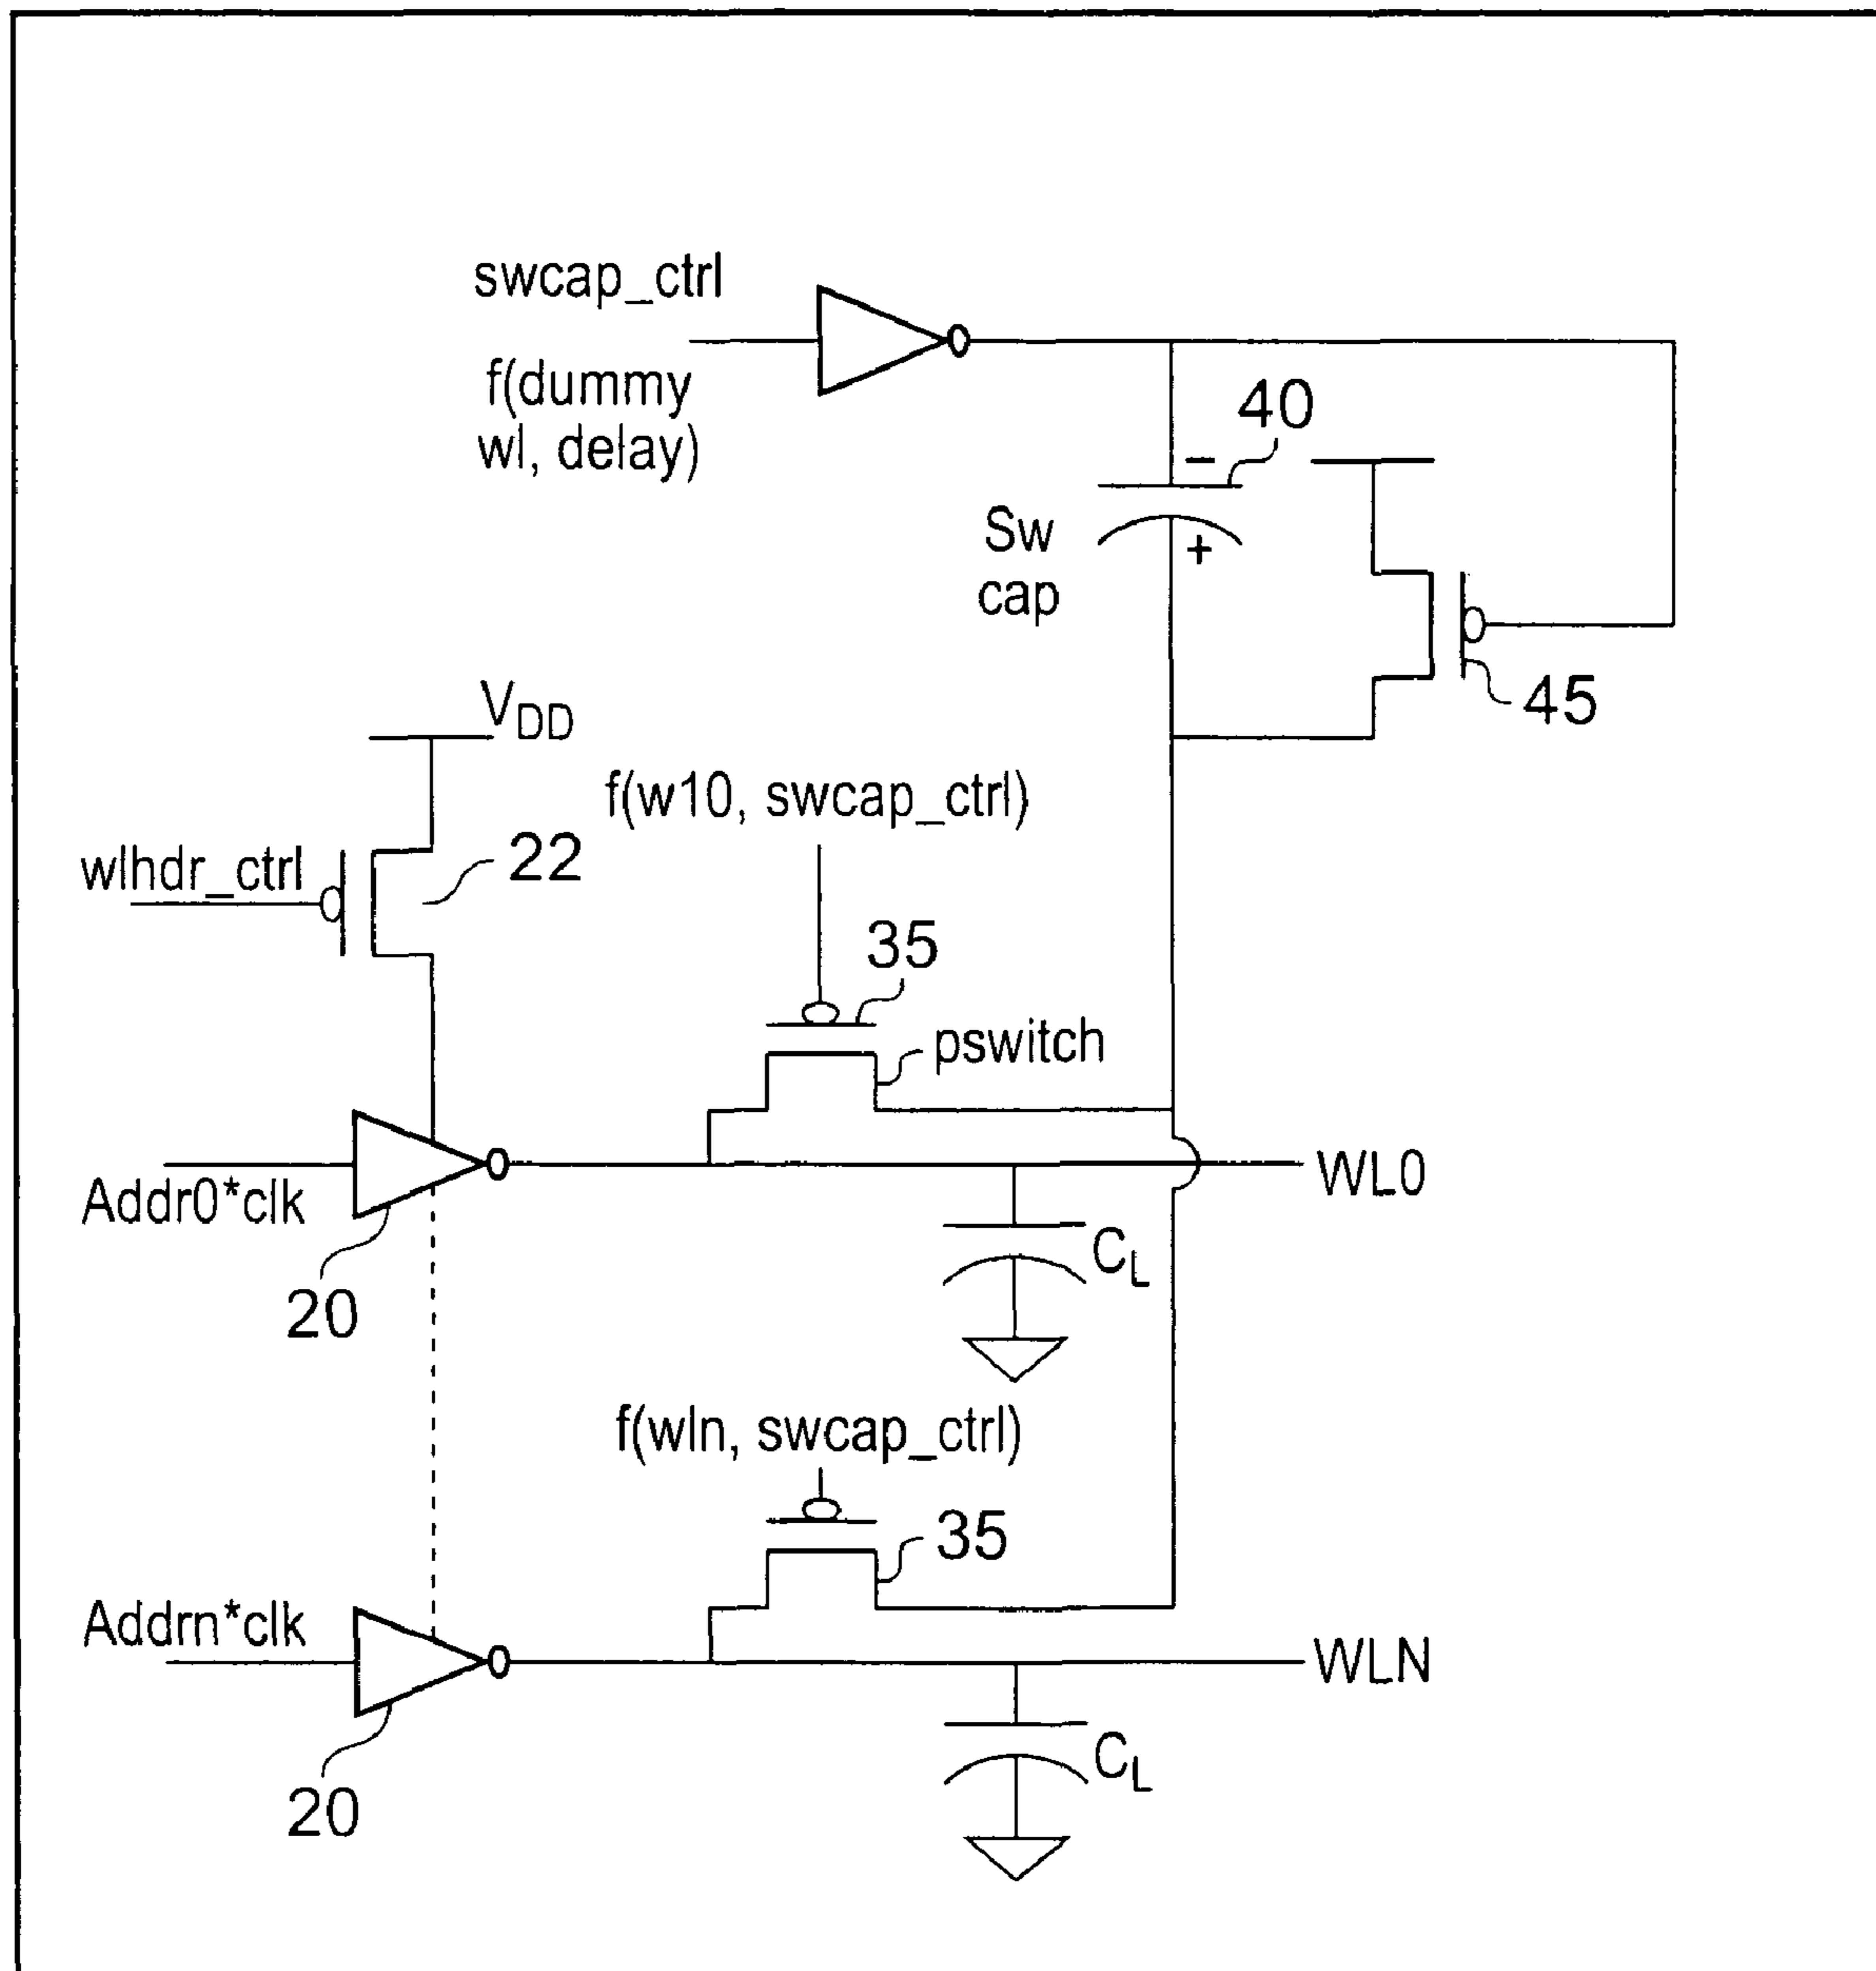 swcap_ctrl
f(dummy
wl, delay)
40
-
Sw
cap
+
45
VDD
f(w10, swcap_ctrl)
wlhdr_ctrl
22
35
pswitch
Addr0*clk
WL0
CL
20
f(wln, swcap_ctrl)
35
Addrn*clk
WLN
CL
20